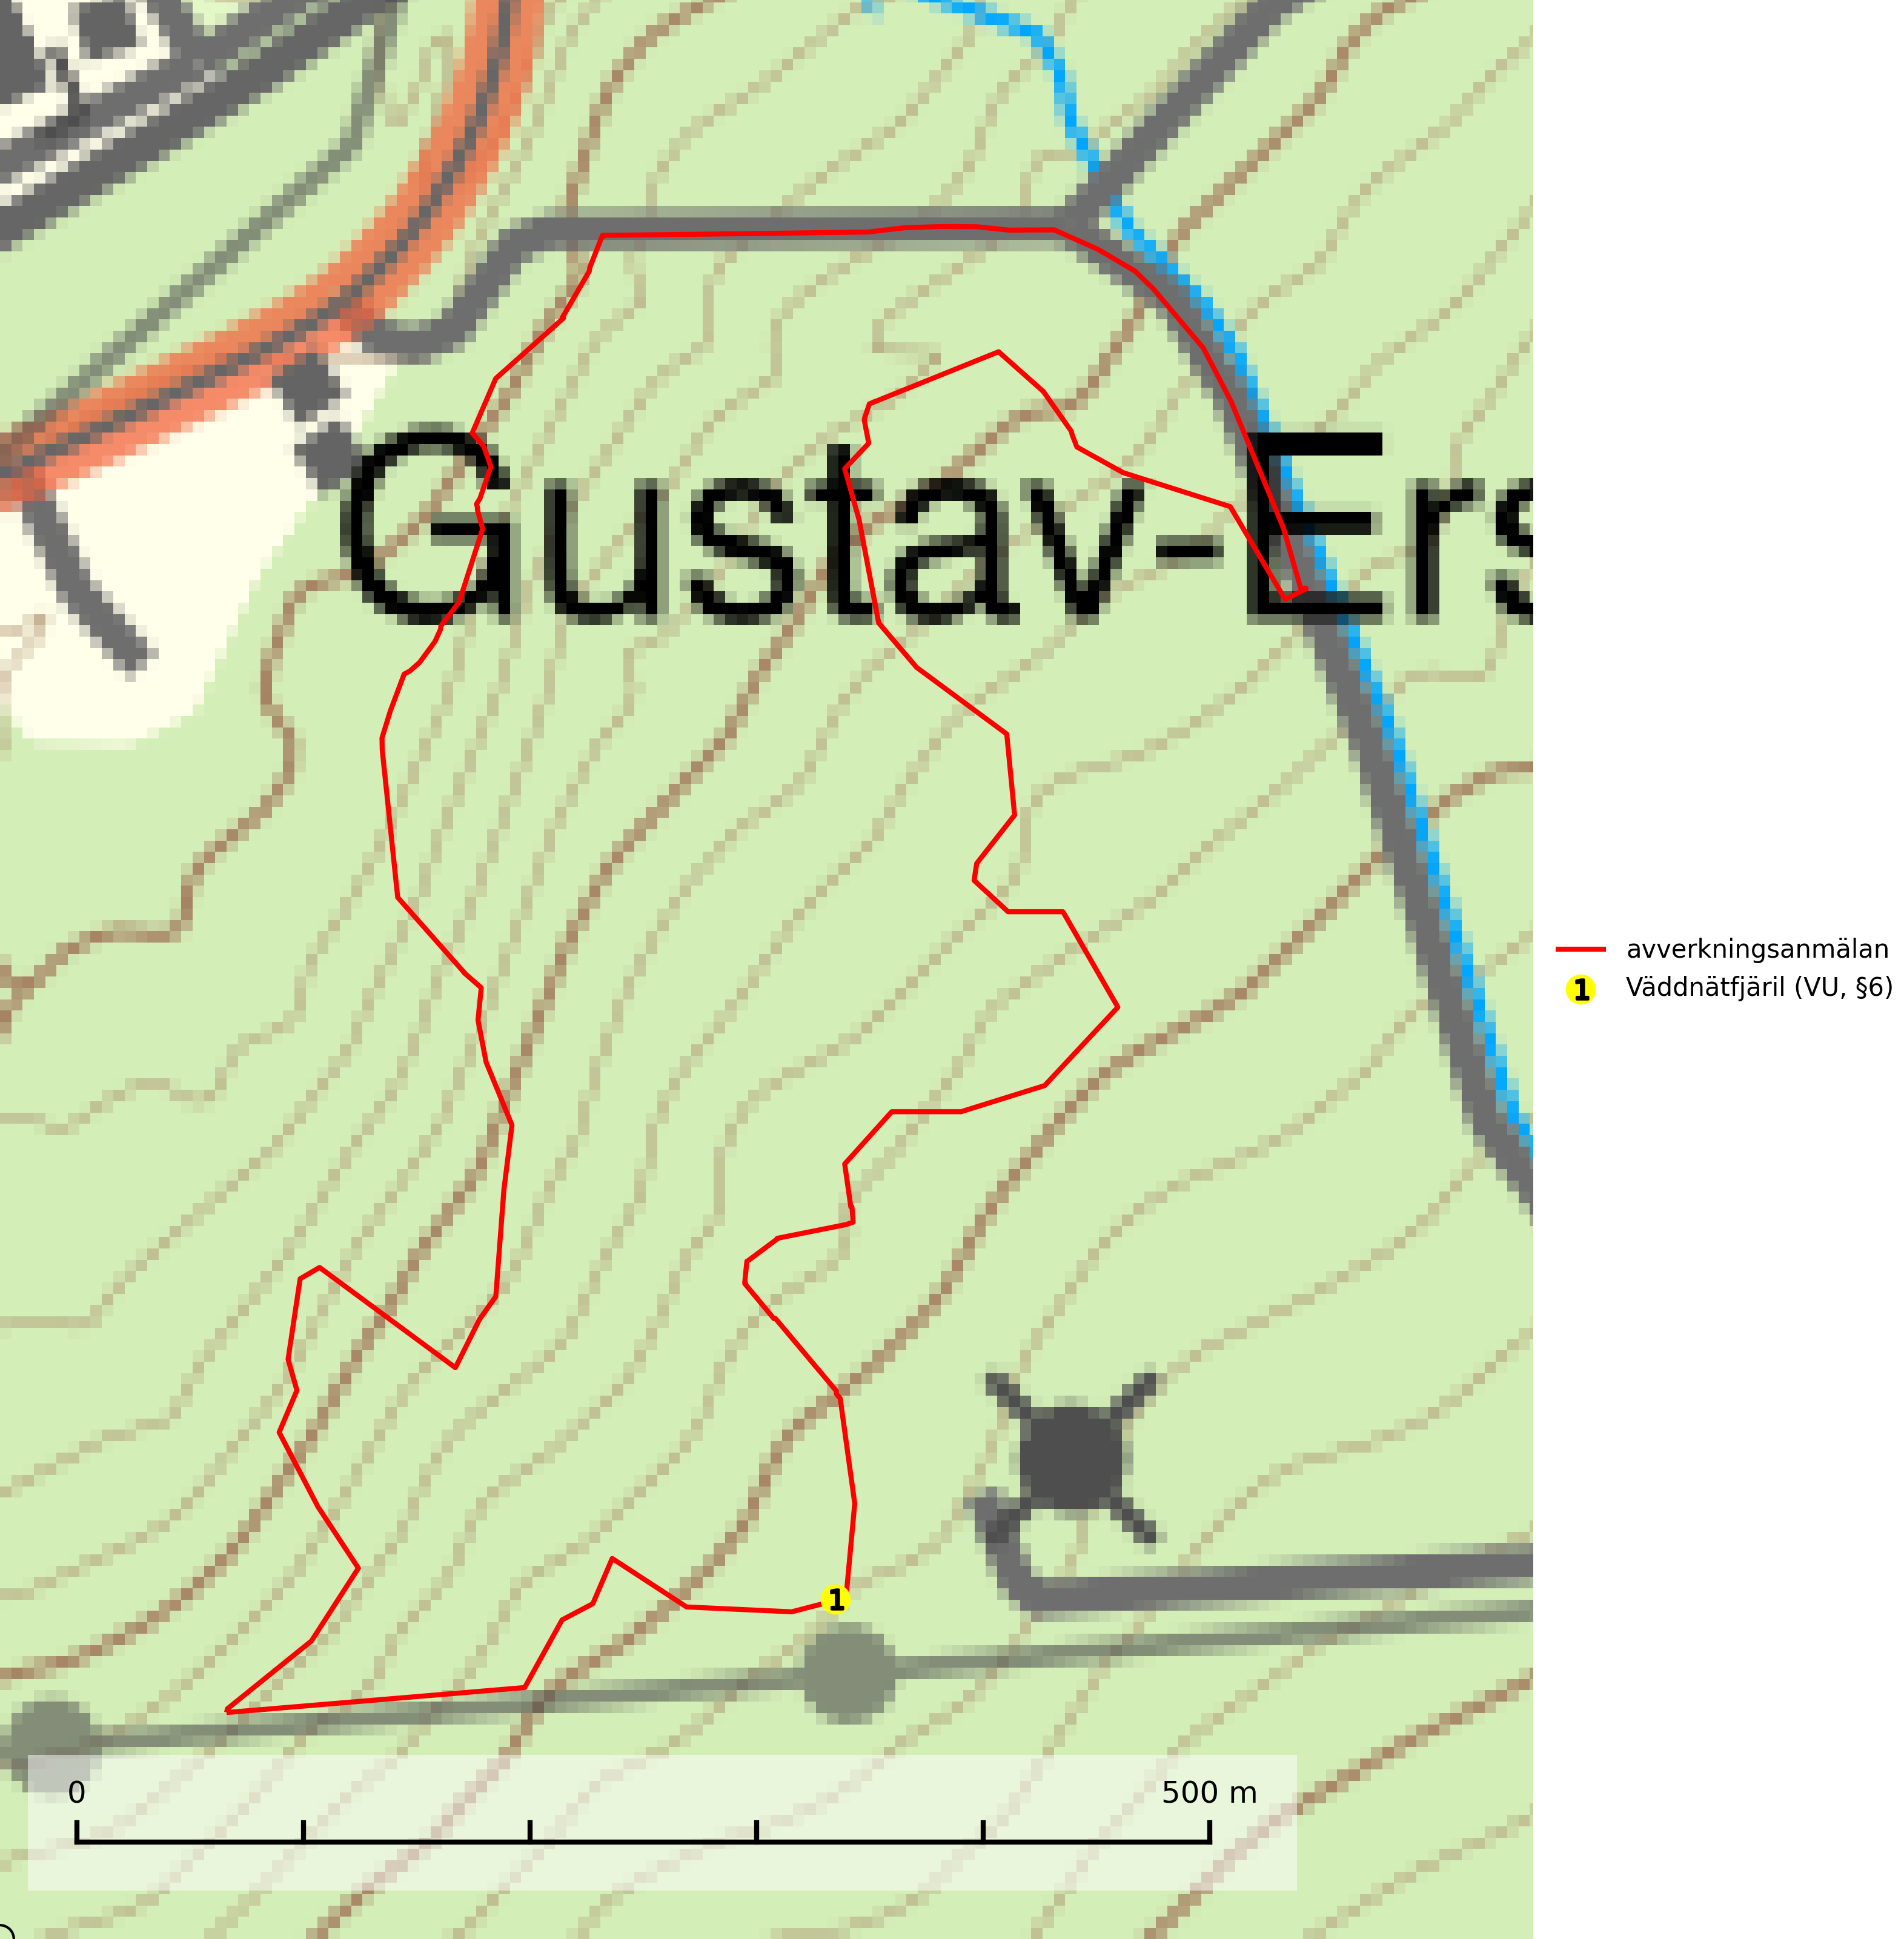 Gustav-Ers
avverkningsanmälan
1 Väddnätfjäril (VU, §6)
1
0 500 m